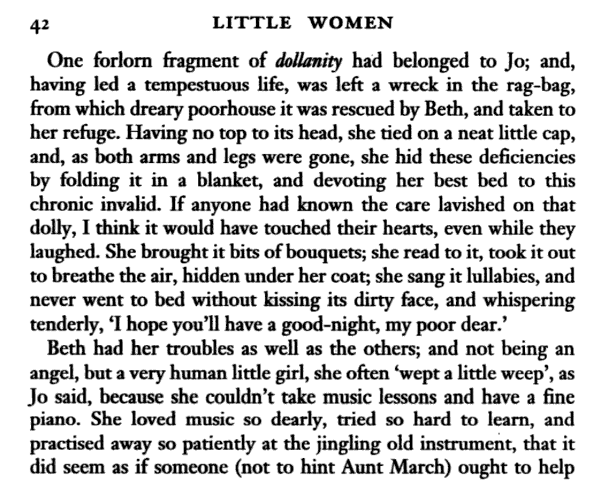 42 LITTLE WOMEN
One forlorn fragment of dollanity had belonged to Jo; and,
having led a tempestuous life, was left a wreck in the rag-bag,
from which dreary poorhouse it was rescued by Beth, and taken to
her refuge. Having no top to its head, she tied on a neat little cap,
and, as both arms and legs were gone, she hid these deficiencies
by folding it in a blanket, and devoting her best bed to this
chronic invalid. If anyone had known the care lavished on that
dolly, I think it would have touched their hearts, even while they
laughed. She brought it bits of bouquets; she read to it, took it out
to breathe the air, hidden under her coat; she sang it lullabies, and
never went to bed without kissing its dirty face, and whispering
tenderly, ‘I hope you’ll have a good-night, my poor dear.’
Beth had her troubles as well as the others; and not being an
angel, but a very human little girl, she often ‘wept a little weep’, as
Jo said, because she couldn’t take music lessons and have a fine
piano. She loved music so dearly, tried so hard to learn, and
practised away so patiently at the jingling old instrument, that it
did seem as if someone (not to hint Aunt March) ought to help